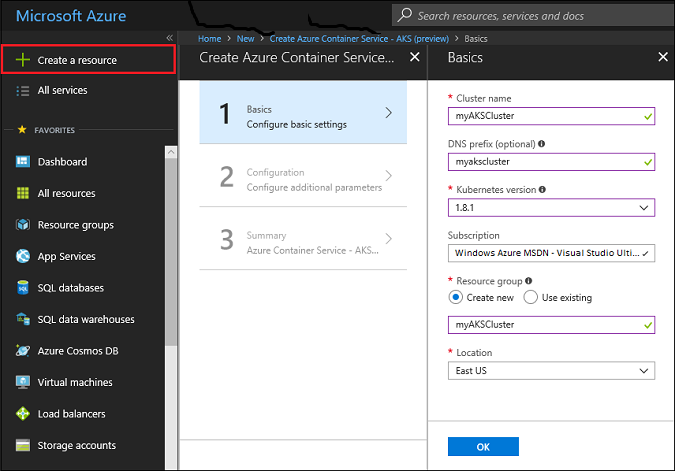 Microsoft Azure
Search resources, services and docs
Home > New > Create Azure Container Service - AKS (preview) > Basics
Create a resource
All services
FAVORITES
Dashboard
All resources
Resource groups
App Services
SQL databases
SQL data warehouses
Azure Cosmos DB
Virtual machines
Load balancers
Storage accounts
Create Azure Container Service...
1
Basics
Configure basic settings
2
Configuration
Configure additional parameters
3
Summary
Azure Container Service - AKS...
Basics
* Cluster name
myAKSCluster
DNS prefix (optional)
myakscluster
* Kubernetes version
1.8.1
Subscription
Windows Azure MSDN - Visual Studio Ulti...
* Resource group
Create new
Use existing
myAKSCluster
* Location
East US
OK